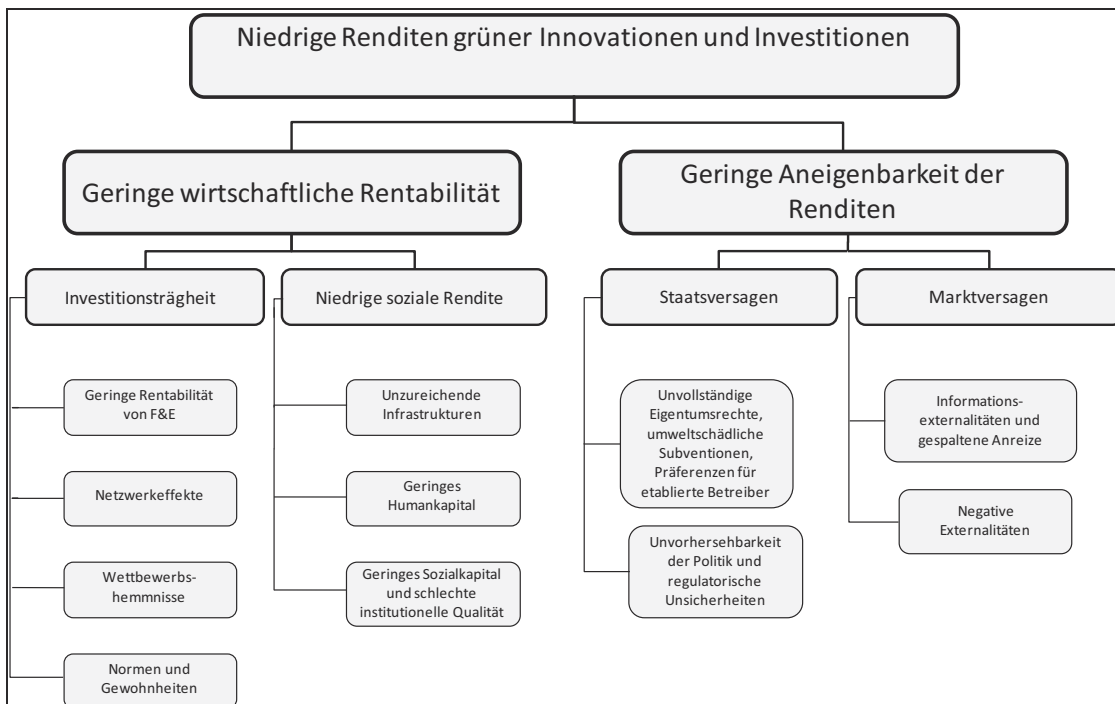 Niedrige Renditen grüner Innovationen und Investitionen
Geringe wirtschaftliche Rentabilität
Geringe Aneigenbarkeit der
Renditen
Investitionsträgheit
Niedrige soziale Rendite
Staatsversagen
Marktversagen
Geringe Rentabilität
von F&E
Netzwerkeffekte
Wettbewerbs-
hemmnisse
Normen und
Gewohnheiten
Unzureichende
Infrastrukturen
Geringes
Humankapital
Geringes Sozialkapital
und schlechte
institutionelle Qualität
Unvollständige
Eigentumsrechte,
umweltschädliche
Subventionen,
Präferenzen für
etablierte Betreiber
Unvorhersehbarkeit
der Politik und
regulatorische
Unsicherheiten
Informations-
externalitäten und
gespaltene Anreize
Negative
Externalitäten